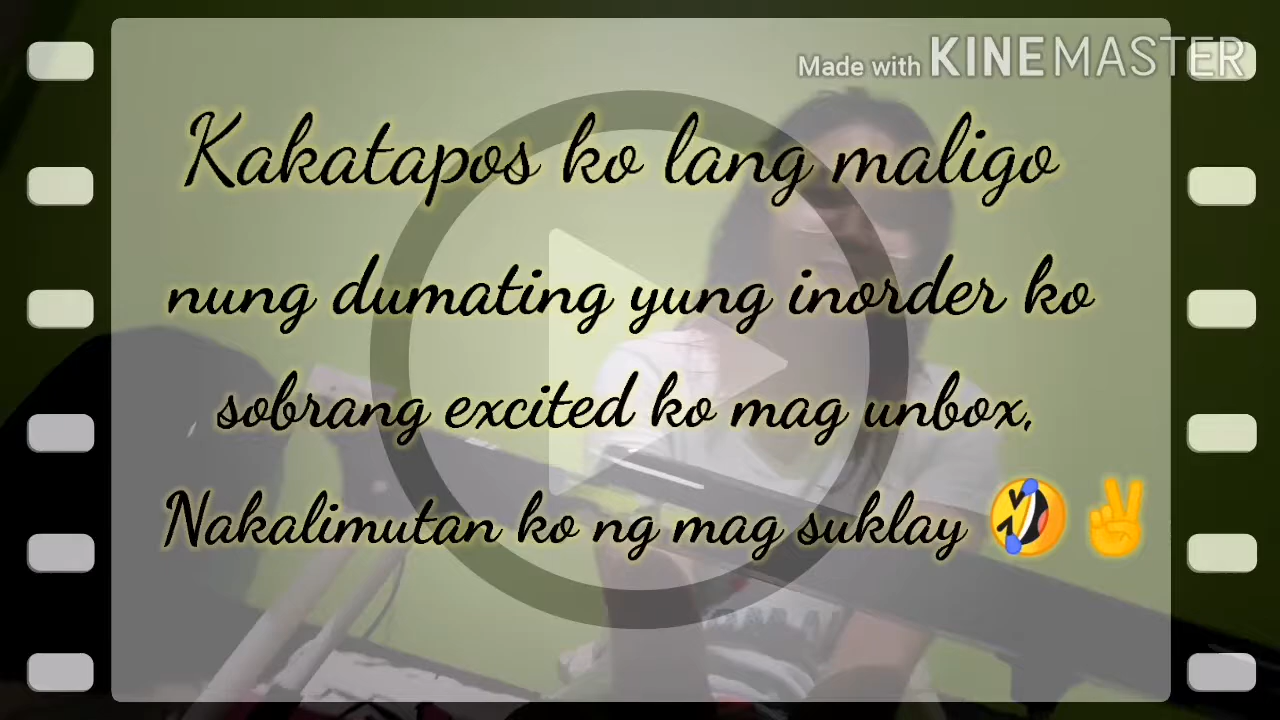 Made with KINEMASTER
Kakatapos ko lang maligo
nung dumating yung inorder ko
sobrang excited ko mag unbox,
Nakalimutan ko ng mag suklay 🤣 ✌